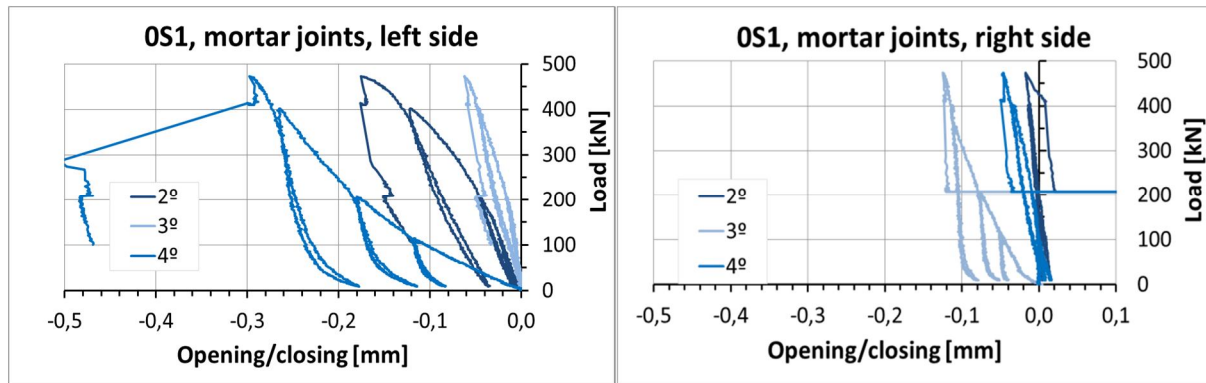 0S1, mortar joints, left side
500
400
300
200
100
0
Load [kN]
2º
3º
4º
-0,5
-0,4
-0,3
-0,2
-0,1
0,0
Opening/closing [mm]
0S1, mortar joints, right side
500
400
300
200
100
0
Load [kN]
2º
3º
4º
-0,5
-0,4
-0,3
-0,2
-0,1
0,0
0,1
Opening/closing [mm]